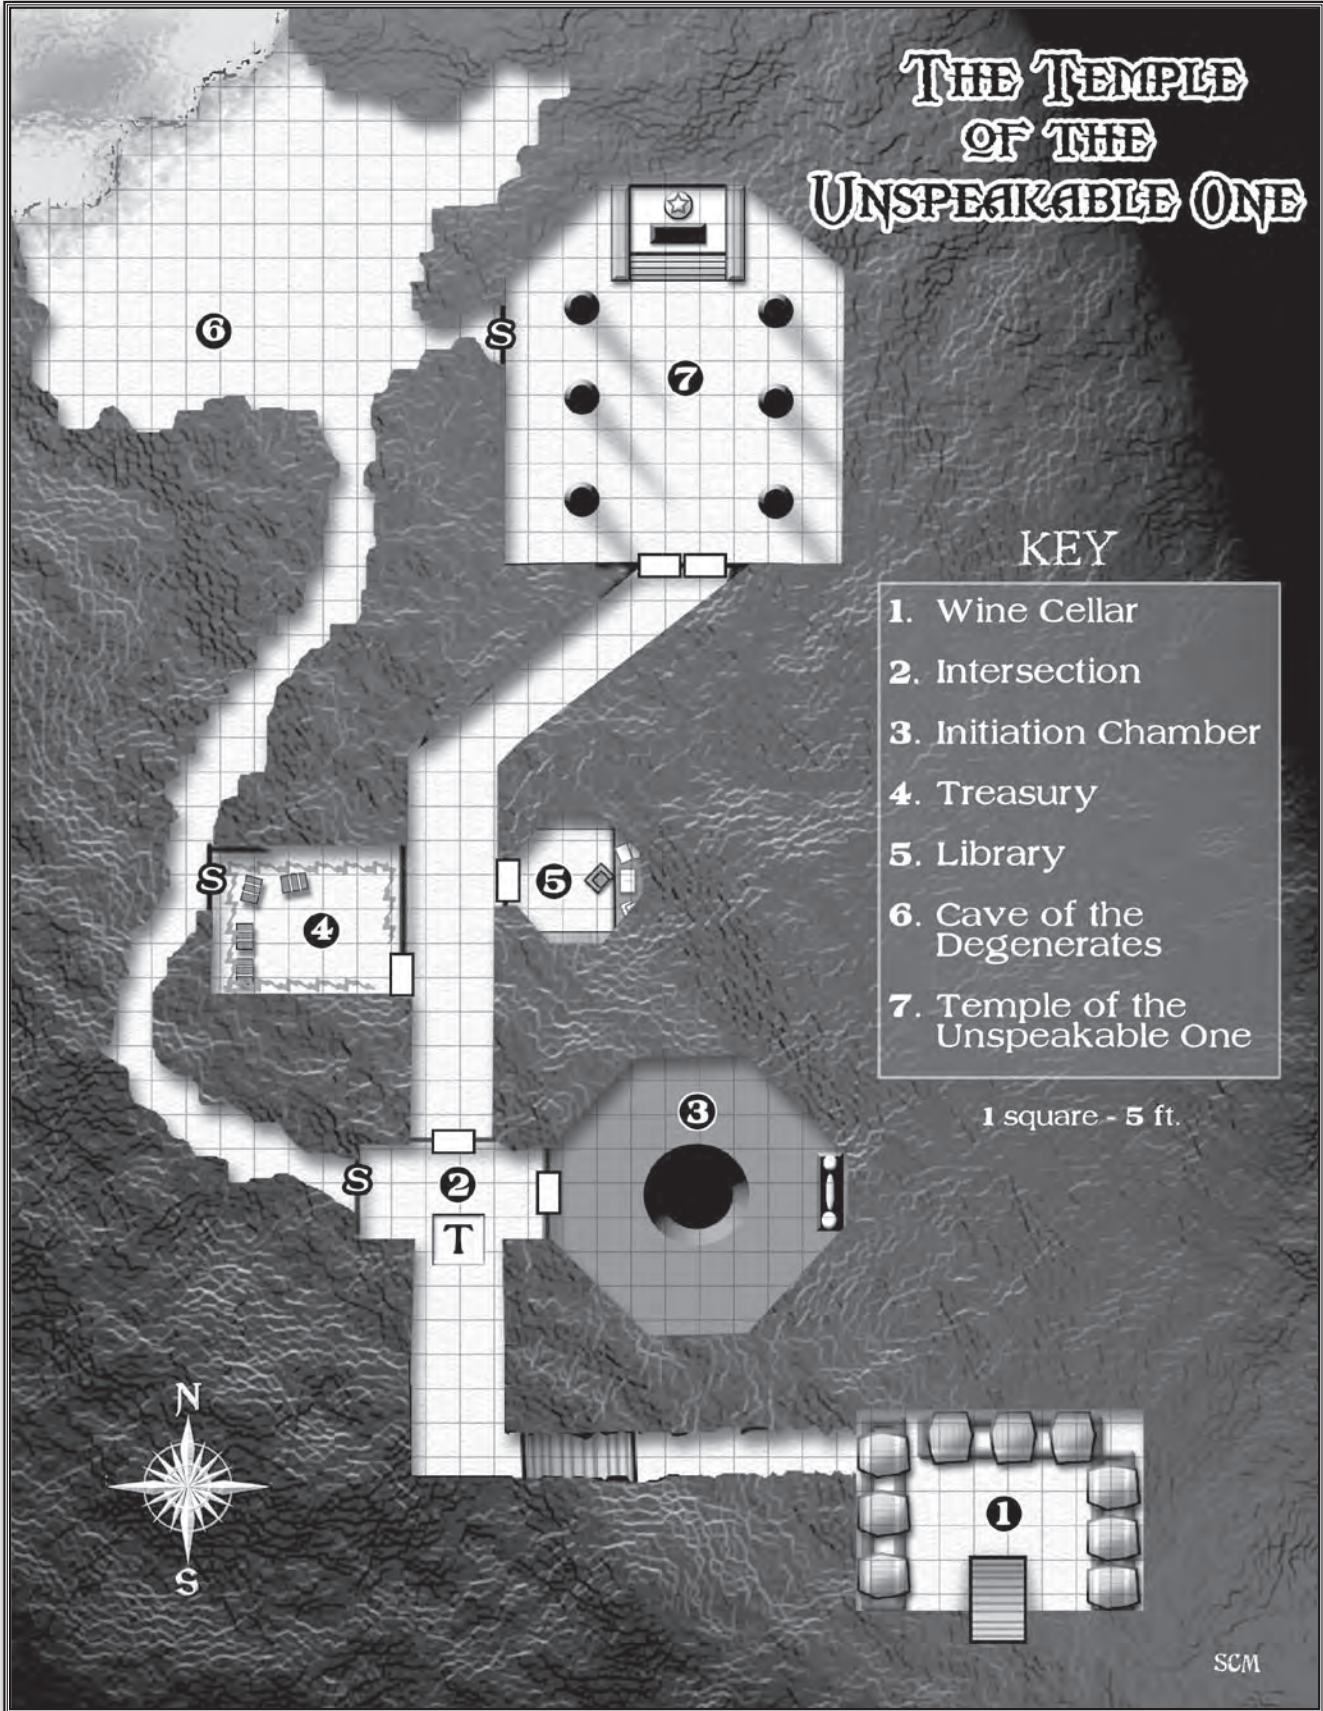 THE TEMPLE
OF THE
UNSPEAKABLE ONE
6
S
7
KEY
1. Wine Cellar
2. Intersection
3. Initiation Chamber
4. Treasury
5. Library
6. Cave of the
Degenerates
7. Temple of the
Unspeakable One
1 square - 5 ft.
S
5
4
3
S
2
T
N
S
1
SCM